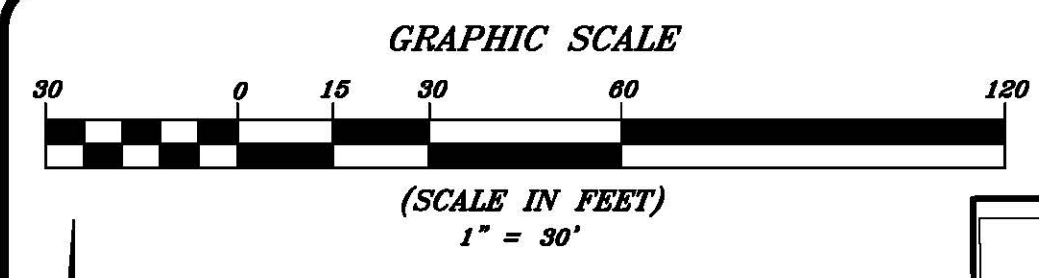 GRAPHIC SCALE
30 0 15 30 60 120
(SCALE IN FEET)
1" = 30'